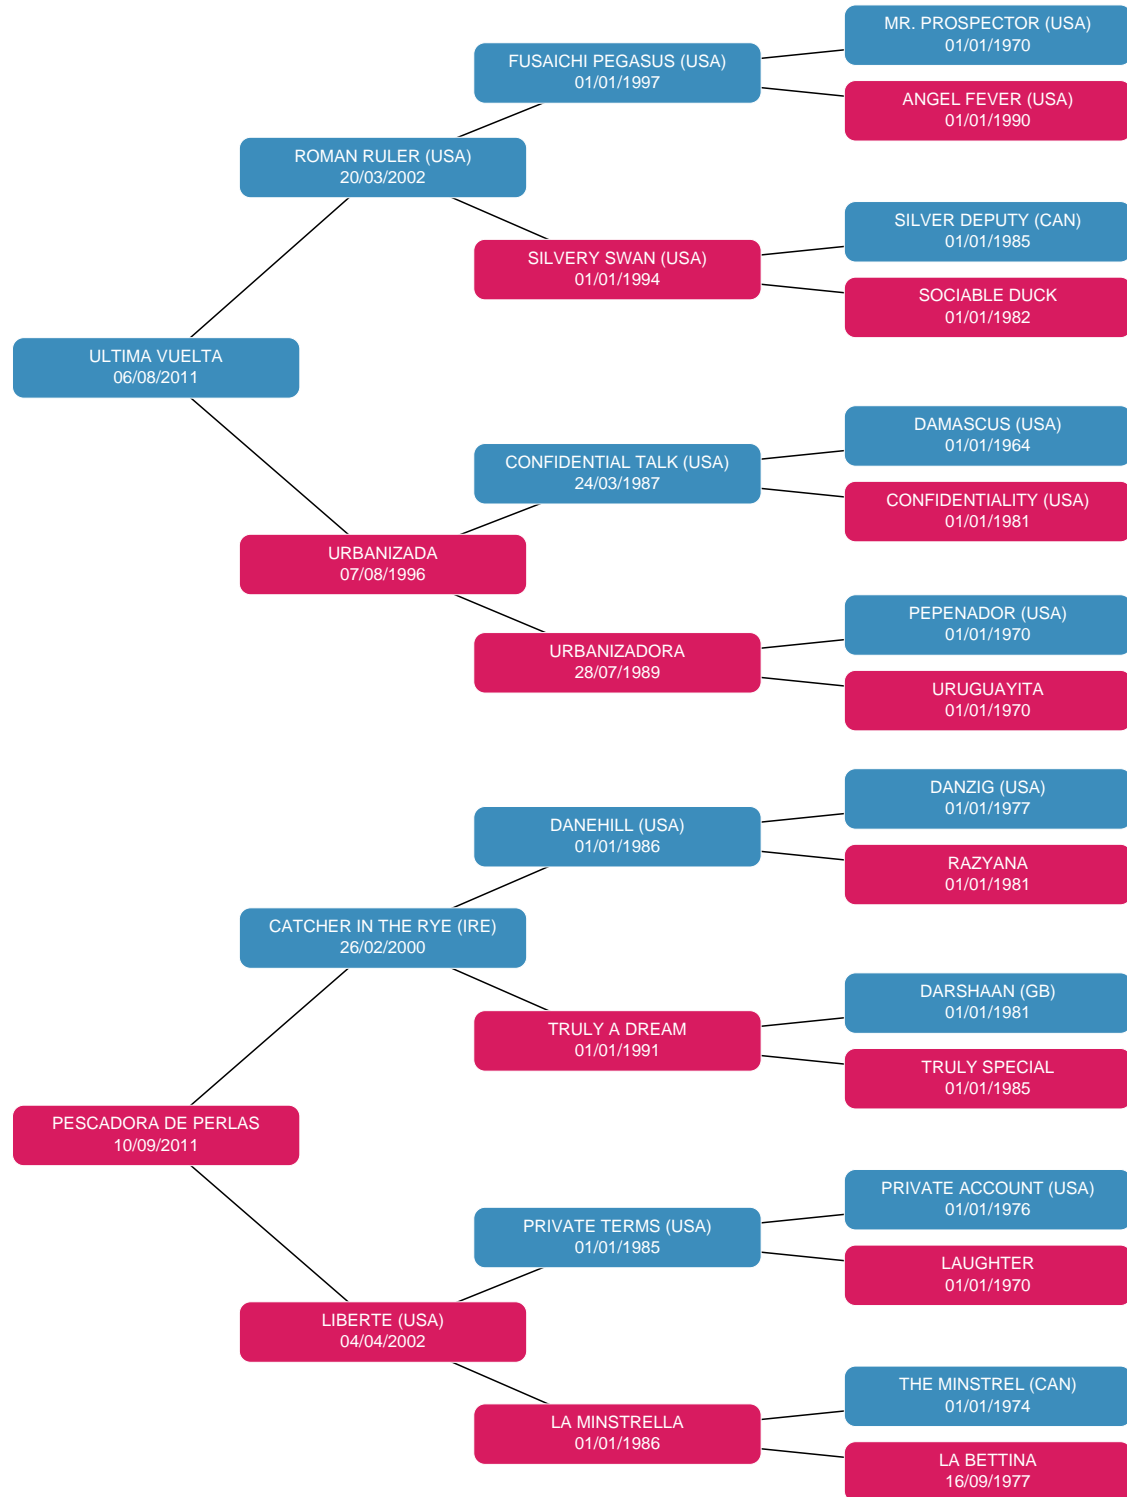 MR. PROSPECTOR (USA)
01/01/1970
FUSAICHI PEGASUS (USA)
01/01/1997
ANGEL FEVER (USA)
01/01/1990
ROMAN RULER (USA)
20/03/2002
SILVER DEPUTY (CAN)
01/01/1985
SILVERY SWAN (USA)
01/01/1994
SOCIABLE DUCK
01/01/1982
ULTIMA VUELTA
06/08/2011
DAMASCUS (USA)
01/01/1964
CONFIDENTIAL TALK (USA)
24/03/1987
CONFIDENTIALITY (USA)
01/01/1981
URBANIZADA
07/08/1996
PEPENADOR (USA)
01/01/1970
URBANIZADORA
28/07/1989
URUGUAYITA
01/01/1970
DANZIG (USA)
01/01/1977
DANEHILL (USA)
01/01/1986
RAZYANA
01/01/1981
CATCHER IN THE RYE (IRE)
26/02/2000
DARSHAAN (GB)
01/01/1981
TRULY A DREAM
01/01/1991
TRULY SPECIAL
01/01/1985
PESCADORA DE PERLAS
10/09/2011
PRIVATE ACCOUNT (USA)
01/01/1976
PRIVATE TERMS (USA)
01/01/1985
LAUGHTER
01/01/1970
LIBERTE (USA)
04/04/2002
THE MINSTREL (CAN)
01/01/1974
LA MINSTRELLA
01/01/1986
LA BETTINA
16/09/1977